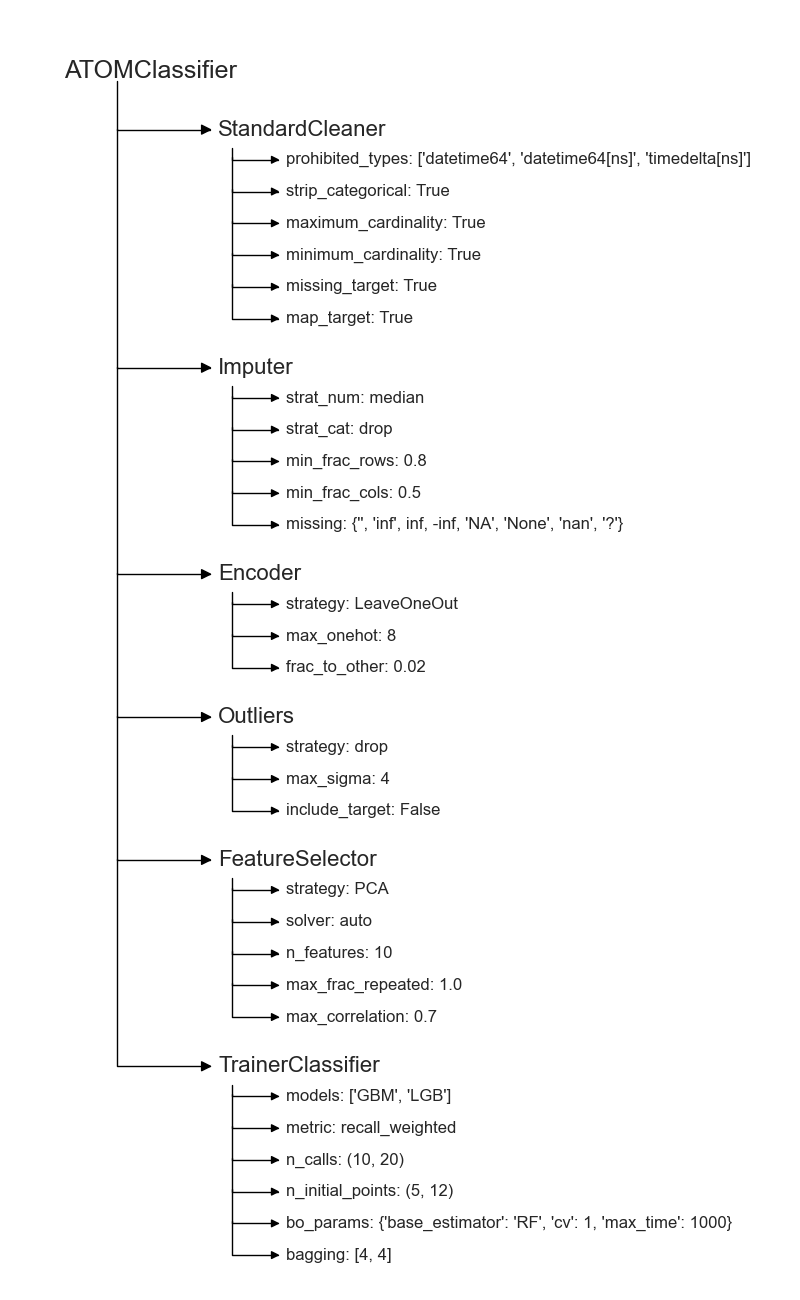 ATOMClassifier
StandardCleaner
prohibited_types: ['datetime64', 'datetime64[ns]', 'timedelta[ns]']
strip_categorical: True
maximum_cardinality: True
minimum_cardinality: True
missing_target: True
map_target: True
Imputer
strat_num: median
strat_cat: drop
min_frac_rows: 0.8
min_frac_cols: 0.5
missing: {'', 'inf', inf, -inf, 'NA', 'None', 'nan', '?'}
Encoder
strategy: LeaveOneOut
max_onehot: 8
frac_to_other: 0.02
Outliers
strategy: drop
max_sigma: 4
include_target: False
FeatureSelector
strategy: PCA
solver: auto
n_features: 10
max_frac_repeated: 1.0
max_correlation: 0.7
TrainerClassifier
models: ['GBM', 'LGB']
metric: recall_weighted
n_calls: (10, 20)
n_initial_points: (5, 12)
bo_params: {'base_estimator': 'RF', 'cv': 1, 'max_time': 1000}
bagging: [4, 4]